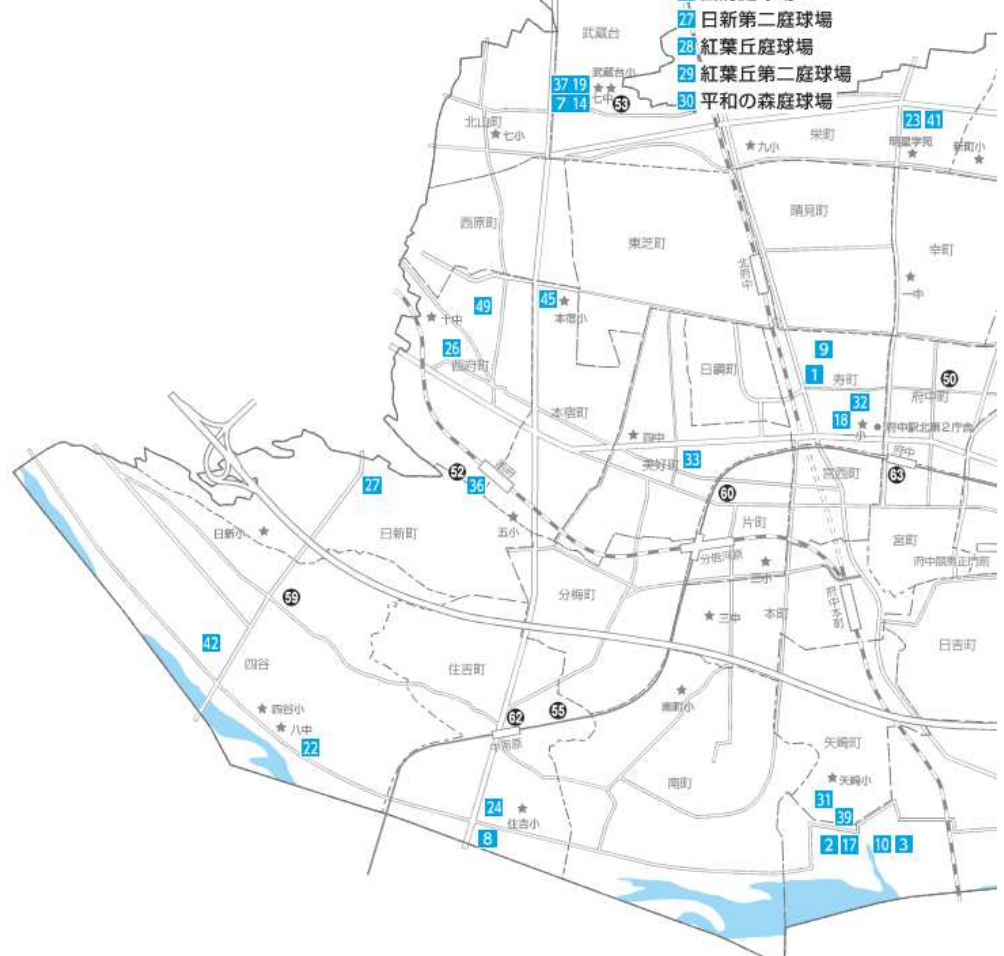 武蔵台
27 日新第二庭球場
28 紅葉丘庭球場
29 紅葉丘第二庭球場
30 平和の森庭球場
37 19
武蔵台小
7 14
七中
53
北山町
七小
九小
栄町
23 41
明星学苑
新町小
西原町
東芝町
晴見町
幸町
北府中
一中
49
45
本宿小
十中
26
西府町
日鋼町
9
1
寿町
50
府中町
32
18
小
府中駅北第2庁舎
本宿町
四中
美好町
33
宮西町
府中
63
52
36
西府
27
60
片町
日新小
日新町
五小
分倍河原
三小
宮町
府中競馬正門前
59
分梅町
三中
本町
府中本町
日吉町
42
四谷
住吉町
四谷小
八中
22
62
55
中河原
南町小
南町
矢崎町
矢崎小
31
39
24
住吉小
8
2 17
10 3